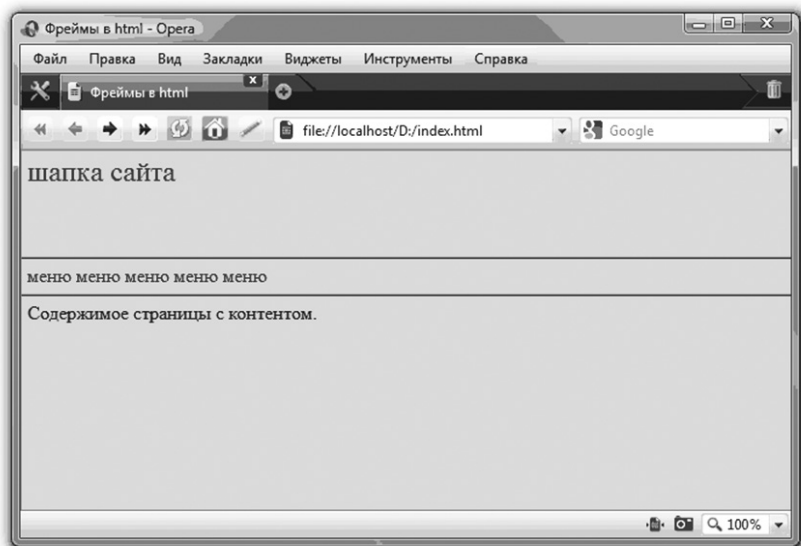 Фреймы в html - Opera
Файл Правка Вид Закладки Виджеты Инструменты Справка
Фреймы в html
file://localhost/D:/index.html Google
шапка сайта
меню меню меню меню меню
Содержимое страницы с контентом.
100%